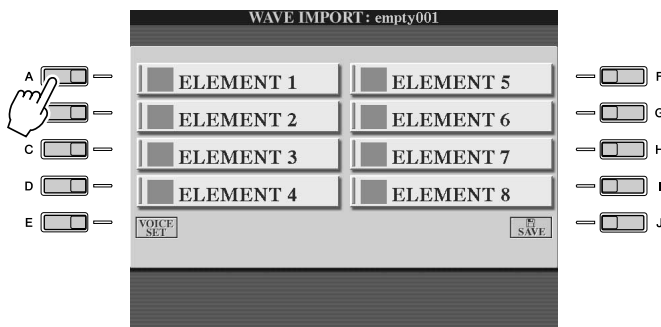 WAVE IMPORT: empty001
A
ELEMENT 1
ELEMENT 5
F
ELEMENT 2
ELEMENT 6
G
C
ELEMENT 3
ELEMENT 7
H
D
ELEMENT 4
ELEMENT 8
I
E
VOICE
SET
SAVE
J